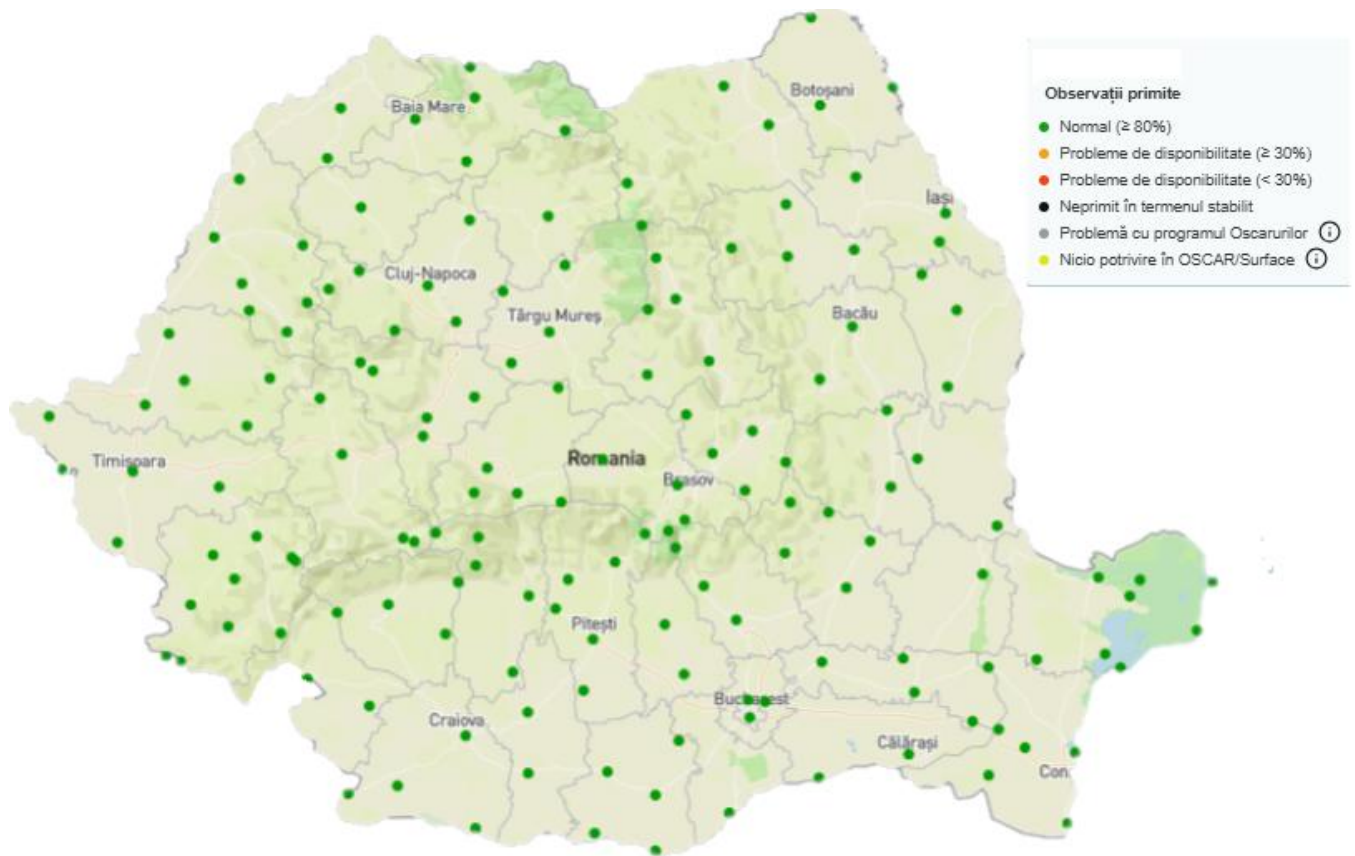 Botoșani
Baia Mare
Iași
Cluj-Napoca
Târgu Mureș
Bacău
Timișoara
Romania
Brașov
Pitești
Bucharest
Craiova
Călărași
Con
Observații primite
Normal (≥ 80%)
Probleme de disponibilitate (≥ 30%)
Probleme de disponibilitate (< 30%)
Neprimit în termenul stabilit
Problemă cu programul Oscarurilor i
Nicio potrivire în OSCAR/Surface i